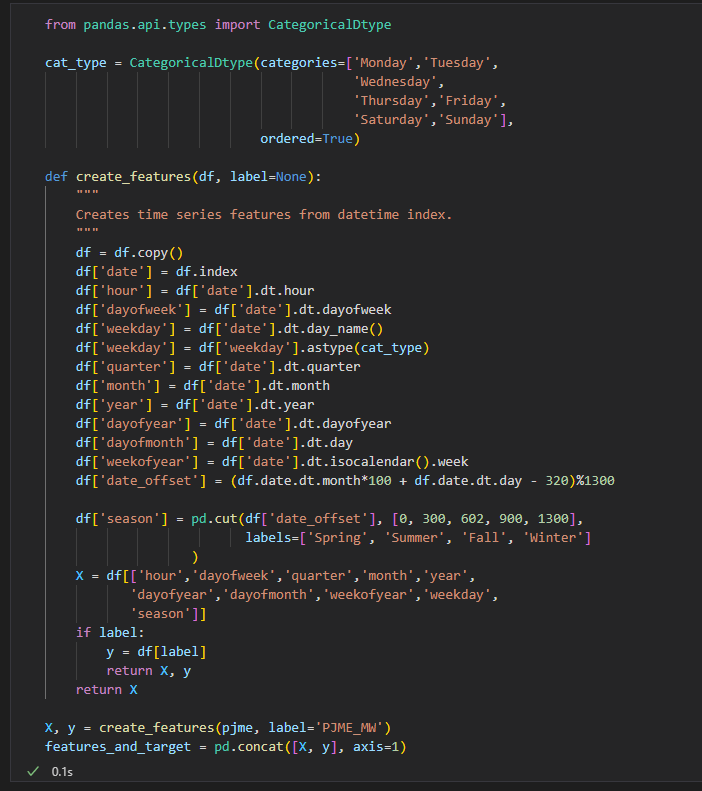 from pandas.api.types import CategoricalDtype
cat_type = CategoricalDtype(categories=['Monday','Tuesday',
'Wednesday',
'Thursday','Friday',
'Saturday','Sunday'],
ordered=True)
def create_features(df, label=None):
"""
Creates time series features from datetime index.
"""
df = df.copy()
df['date'] = df.index
df['hour'] = df['date'].dt.hour
df['dayofweek'] = df['date'].dt.dayofweek
df['weekday'] = df['date'].dt.day_name()
df['weekday'] = df['weekday'].astype(cat_type)
df['quarter'] = df['date'].dt.quarter
df['month'] = df['date'].dt.month
df['year'] = df['date'].dt.year
df['dayofyear'] = df['date'].dt.dayofyear
df['dayofmonth'] = df['date'].dt.day
df['weekofyear'] = df['date'].dt.isocalendar().week
df['date_offset'] = (df.date.dt.month*100 + df.date.dt.day - 320)%1300
df['season'] = pd.cut(df['date_offset'], [0, 300, 602, 900, 1300],
labels=['Spring', 'Summer', 'Fall', 'Winter']
)
X = df[['hour','dayofweek','quarter','month','year',
'dayofyear','dayofmonth','weekofyear','weekday',
'season']]
if label:
y = df[label]
return X, y
return X
X, y = create_features(pjme, label='PJME_MW')
features_and_target = pd.concat([X, y], axis=1)
0.1s